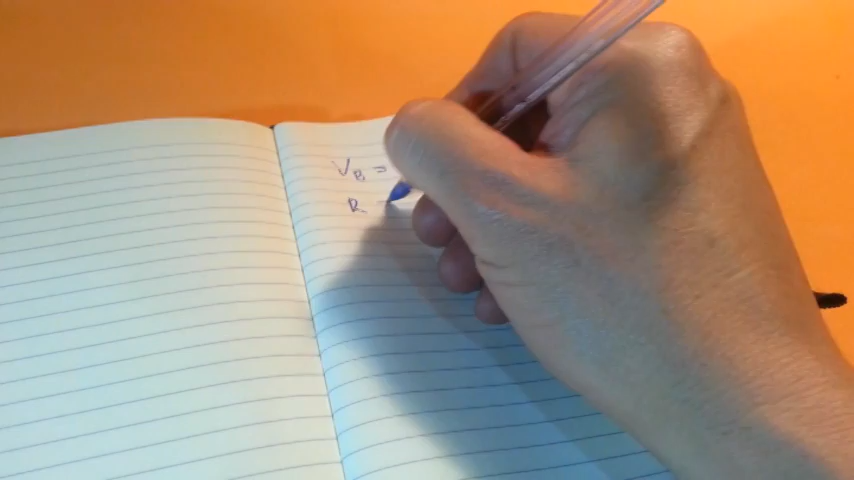 V_B =
R -